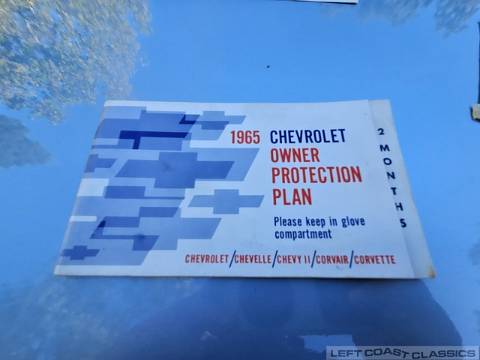 1965 CHEVROLET
OWNER
PROTECTION
PLAN
Please keep in glove
compartment
CHEVROLET/CHEVELLE/CHEVY II/CORVAIR/CORVETTE
2 MONTHS
LEFT COAST CLASSICS